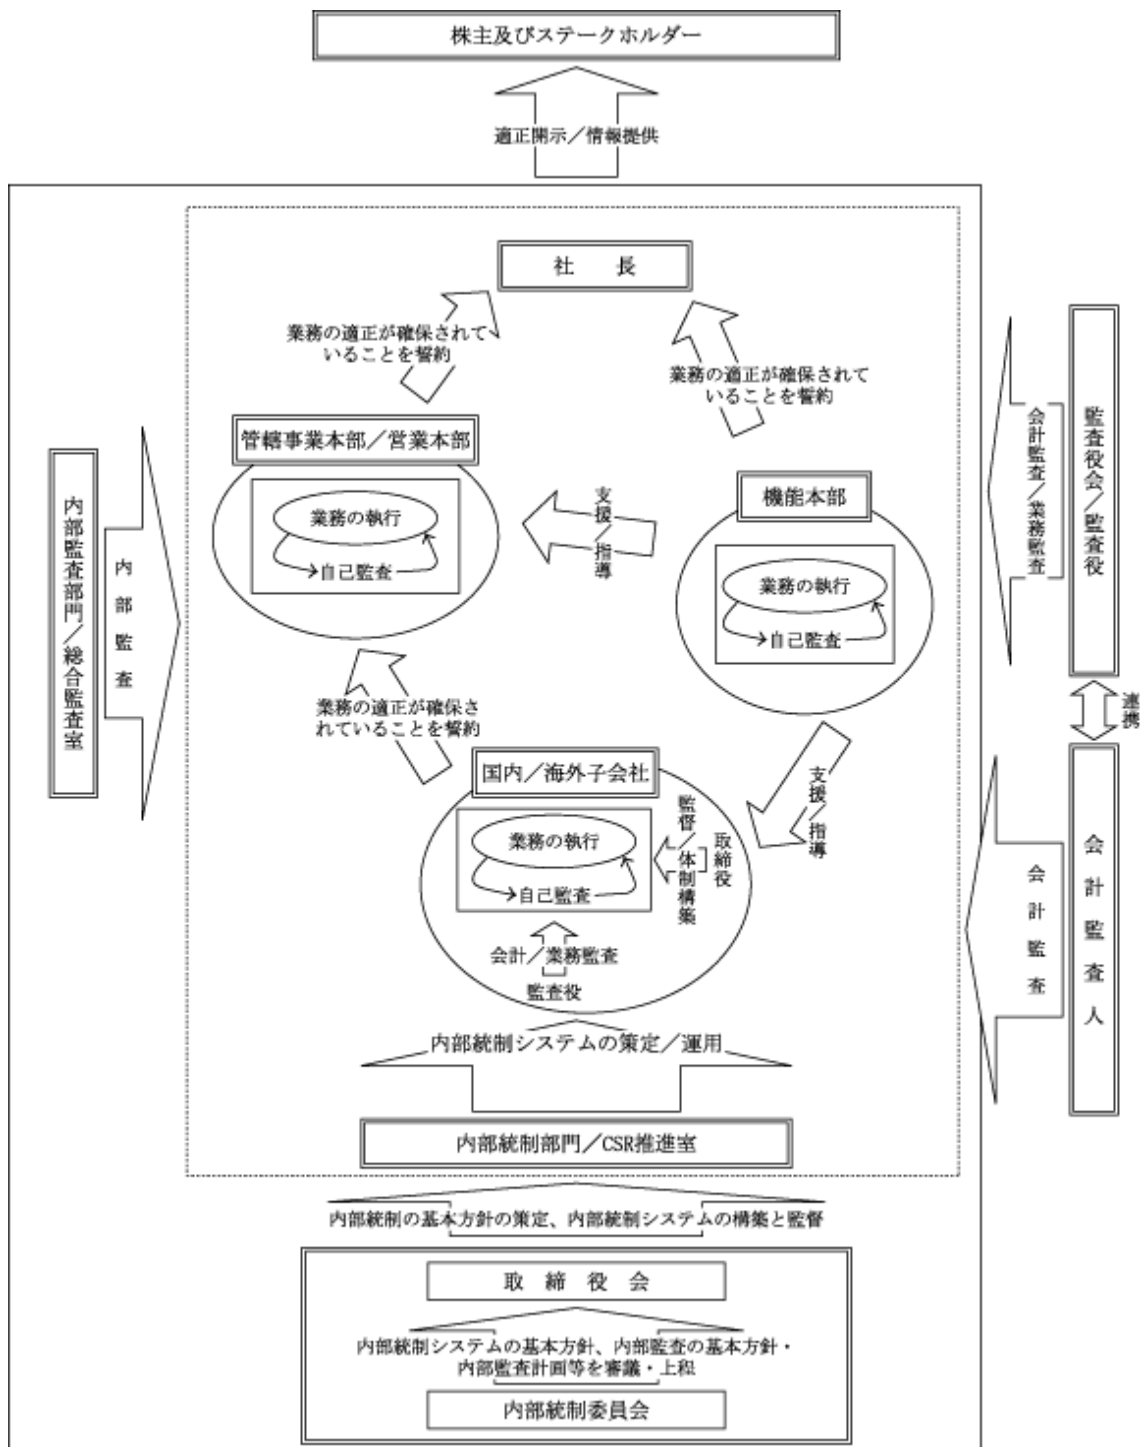 株主及びステークホルダー
適正開示／情報提供
社　　長
業務の適正が確保されて
いることを誓約
業務の適正が確保されて
いることを誓約
管轄事業本部／営業本部
業務の執行
自己監査
支援／指導
機能本部
業務の執行
自己監査
内部監査部門／総合監査室
内部監査
会計監査／業務監査
監査役会／監査役
連携
業務の適正が確保さ
れていることを誓約
国内／海外子会社
業務の執行
自己監査
監督／体制構築
取締役
会計／業務監査
監査役
支援／指導
会計監査
会計監査人
内部統制システムの策定／運用
内部統制部門／CSR推進室
内部統制の基本方針の策定、内部統制システムの構築と監督
取　締　役　会
内部統制システムの基本方針、内部監査の基本方針・
内部監査計画等を審議・上程
内部統制委員会